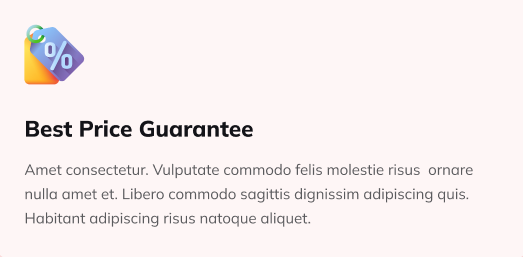 %
Best Price Guarantee
Amet consectetur. Vulputate commodo felis molestie risus  ornare
nulla amet et. Libero commodo sagittis dignissim adipiscing quis.
Habitant adipiscing risus natoque aliquet.